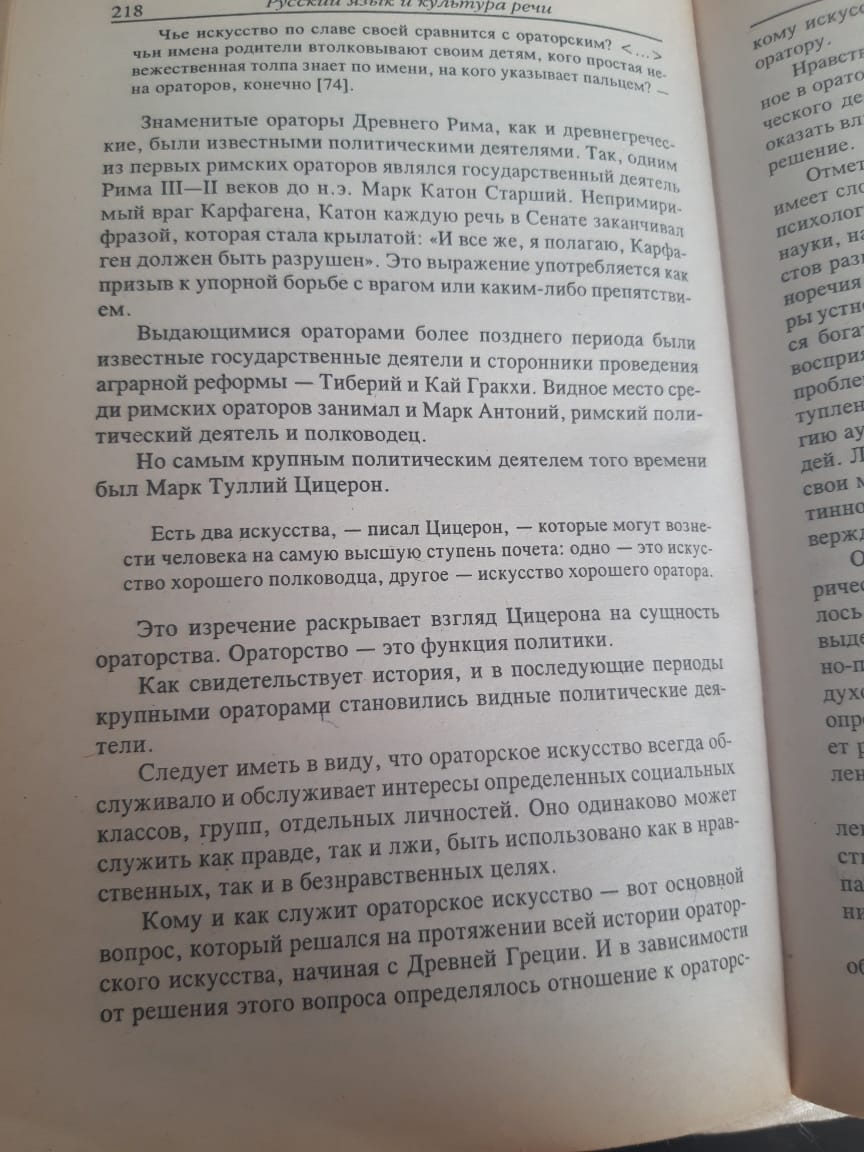 218
Русский язык и культура речи
Чье искусство по славе своей сравнится с ораторским? <...>
чьи имена родители втолковывают своим детям, кого простая не-
вежественная толпа знает по имени, на кого указывает пальцем? —
на ораторов, конечно [74].
Знаменитые ораторы Древнего Рима, как и древнегречес-
кие, были известными политическими деятелями. Так, одним
из первых римских ораторов являлся государственный деятель
Рима III—II веков до н.э. Марк Катон Старший. Непримири-
мый враг Карфагена, Катон каждую речь в Сенате заканчивал
фразой, которая стала крылатой: «И все же, я полагаю, Карфа-
ген должен быть разрушен». Это выражение употребляется как
призыв к упорной борьбе с врагом или каким-либо препятстви-
ем.
Выдающимися ораторами более позднего периода были
известные государственные деятели и сторонники проведения
аграрной реформы — Тиберий и Кай Гракхи. Видное место сре-
ди римских ораторов занимал и Марк Антоний, римский поли-
тический деятель и полководец.
Но самым крупным политическим деятелем того времени
был Марк Туллий Цицерон.
Есть два искусства, — писал Цицерон, — которые могут возне-
сти человека на самую высшую ступень почета: одно — это искус-
ство хорошего полководца, другое — искусство хорошего оратора.
Это изречение раскрывает взгляд Цицерона на сущность
ораторства. Ораторство — это функция политики.
Как свидетельствует история, и в последующие периоды
крупными ораторами становились видные политические дея-
тели.
Следует иметь в виду, что ораторское искусство всегда об-
служивало и обслуживает интересы определенных социальных
классов, групп, отдельных личностей. Оно одинаково может
служить как правде, так и лжи, быть использовано как в нрав-
ственных, так и в безнравственных целях.
Кому и как служит ораторское искусство — вот основной
вопрос, который решался на протяжении всей истории оратор-
ского искусства, начиная с Древней Греции. И в зависимости
от решения этого вопроса определялось отношение к ораторс-
кому искусс
оратору.
Нравств
ное в орато
ческого де
оказать вл
решение.
Отмет
имеет сло
психолог
науки, на
стов разн
норечия
ры устн
ся богат
восприя
пробле
туплен
гию ау
дей. Л
свои м
тинно
вержд
О
ричес
лось
выде
но-п
духо
опре
ет р
лен
лен
сти
па
ни
об